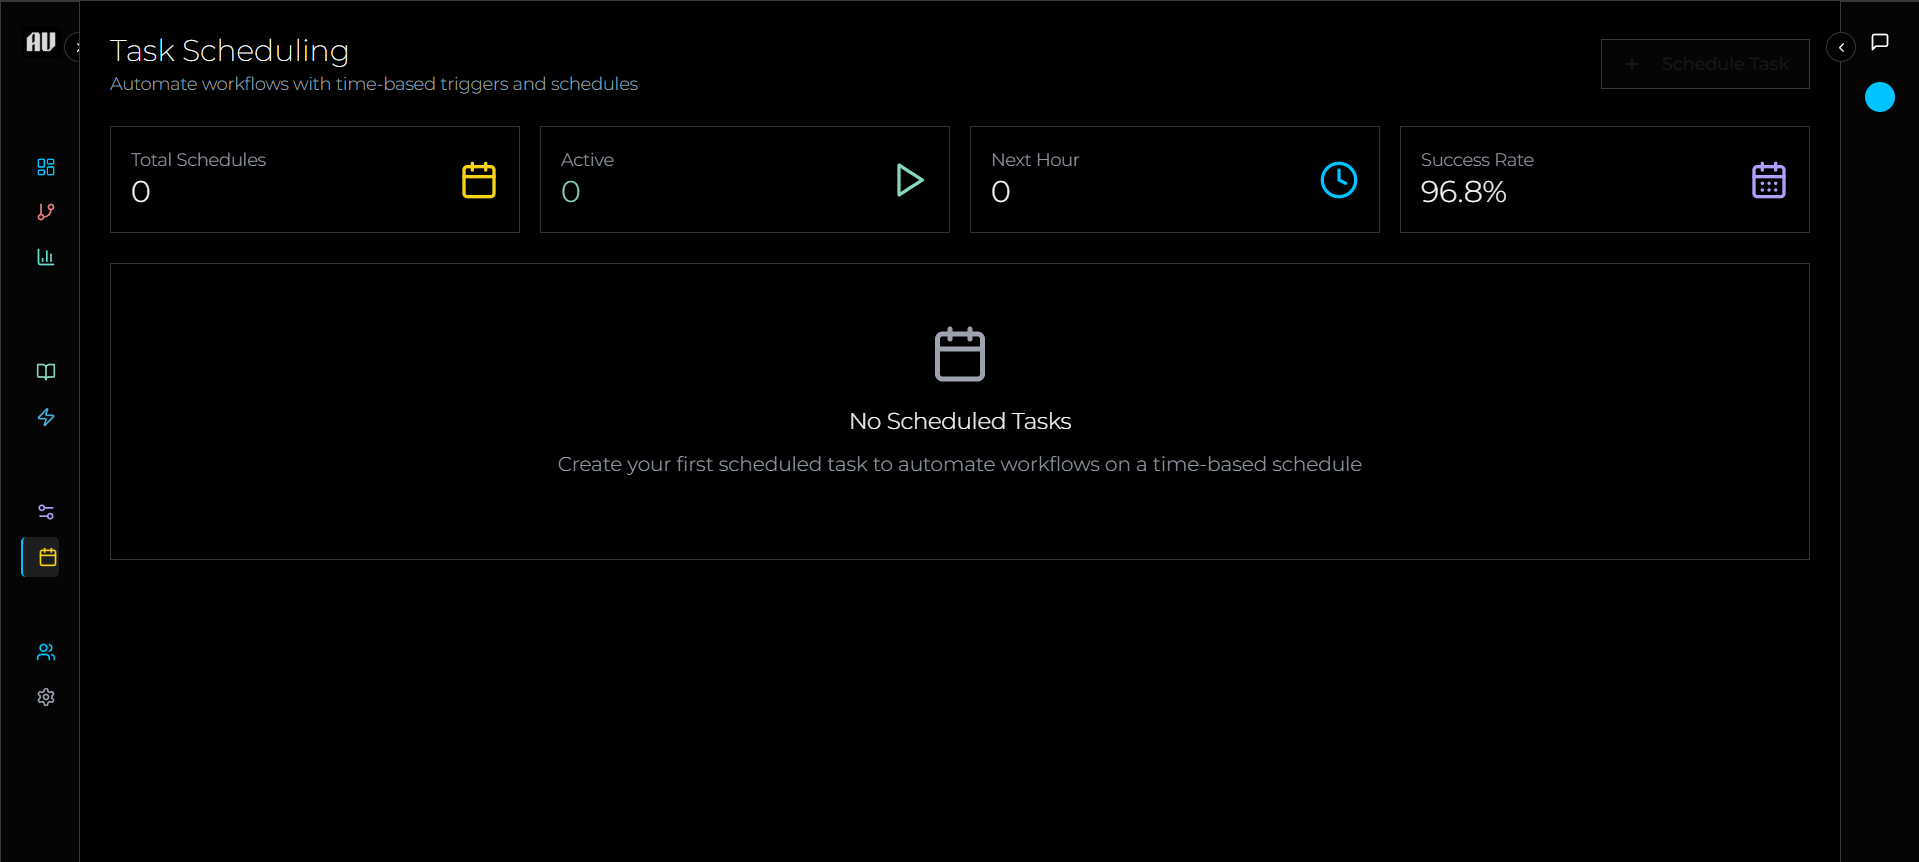 AU
Task Scheduling
Automate workflows with time-based triggers and schedules
+ Schedule Task
Total Schedules
0
Active
0
Next Hour
0
Success Rate
96.8%
No Scheduled Tasks
Create your first scheduled task to automate workflows on a time-based schedule